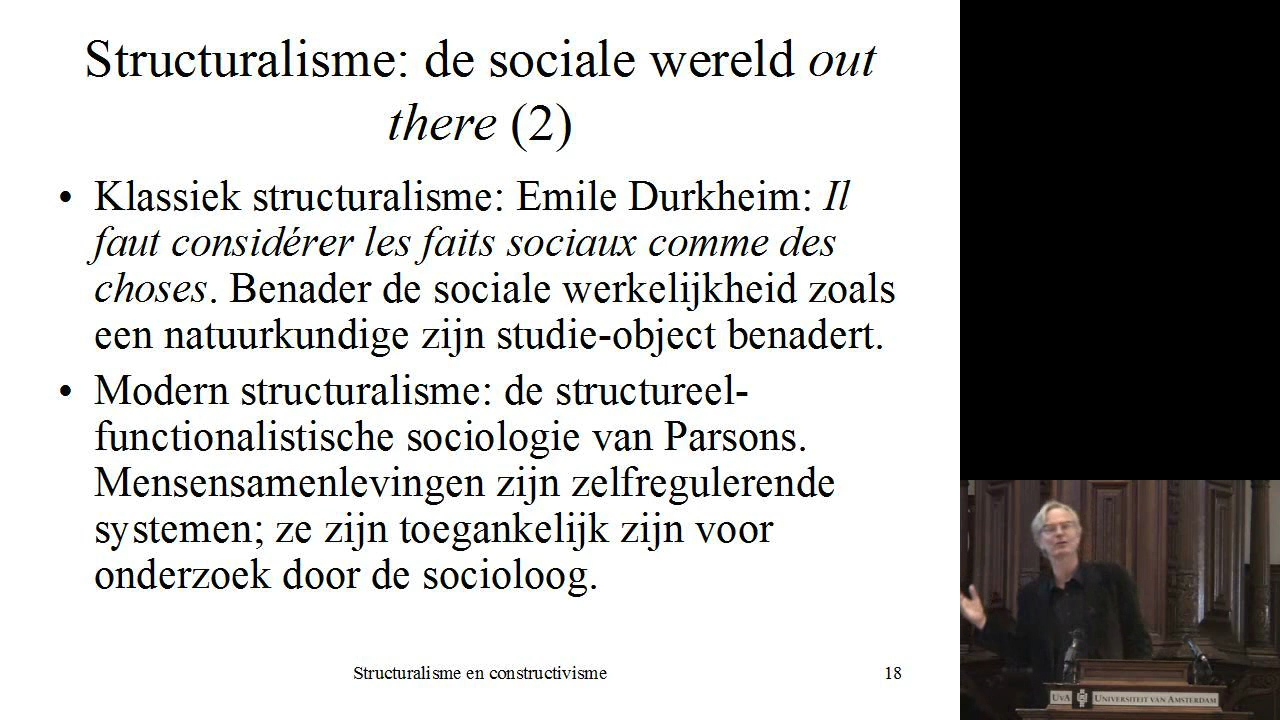 Structuralisme: de sociale wereld out
there (2)
• Klassiek structuralisme: Emile Durkheim: Il
faut considérer les faits sociaux comme des
choses. Benader de sociale werkelijkheid zoals
een natuurkundige zijn studie-object benadert.
• Modern structuralisme: de structureel-
functionalistische sociologie van Parsons.
Mensensamenlevingen zijn zelfregulerende
systemen; ze zijn toegankelijk zijn voor
onderzoek door de socioloog.
Structuralisme en constructivisme
18
UvA UNIVERSITEIT VAN AMSTERDAM